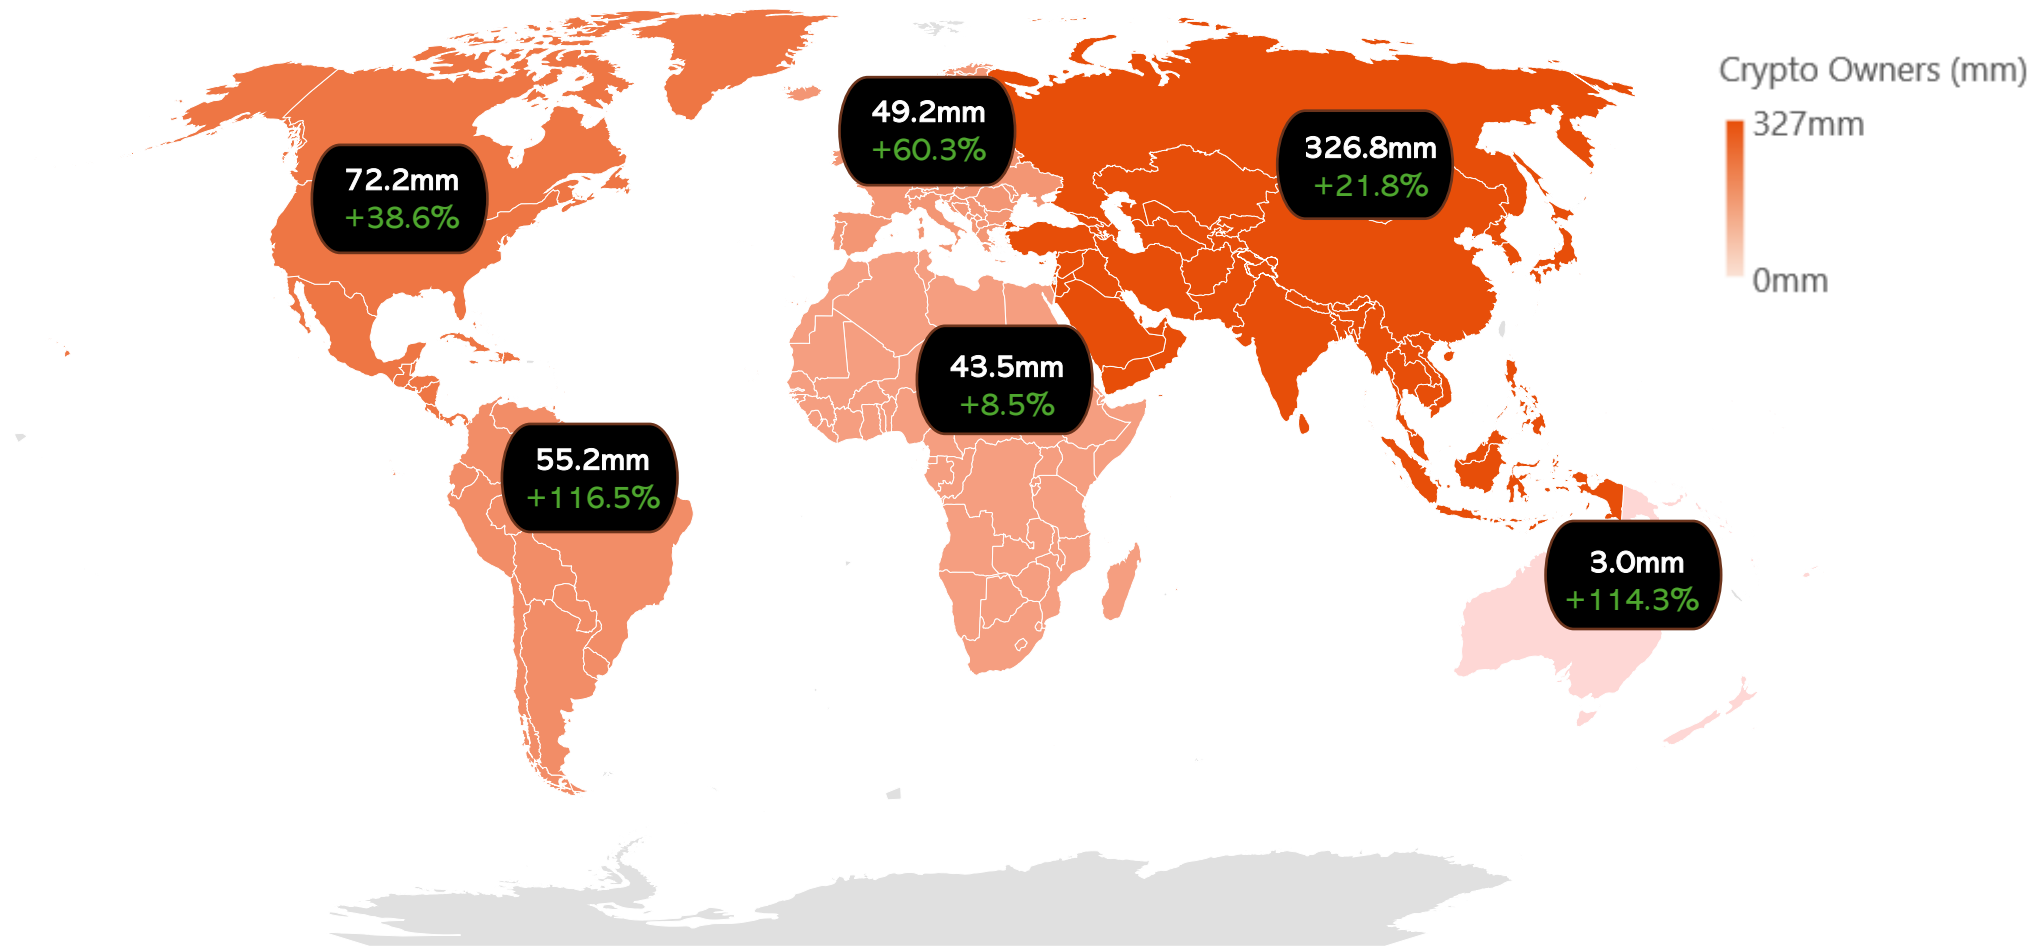 Crypto Owners (mm)
327mm
0mm
49.2mm
+60.3%
326.8mm
+21.8%
72.2mm
+38.6%
43.5mm
+8.5%
55.2mm
+116.5%
3.0mm
+114.3%